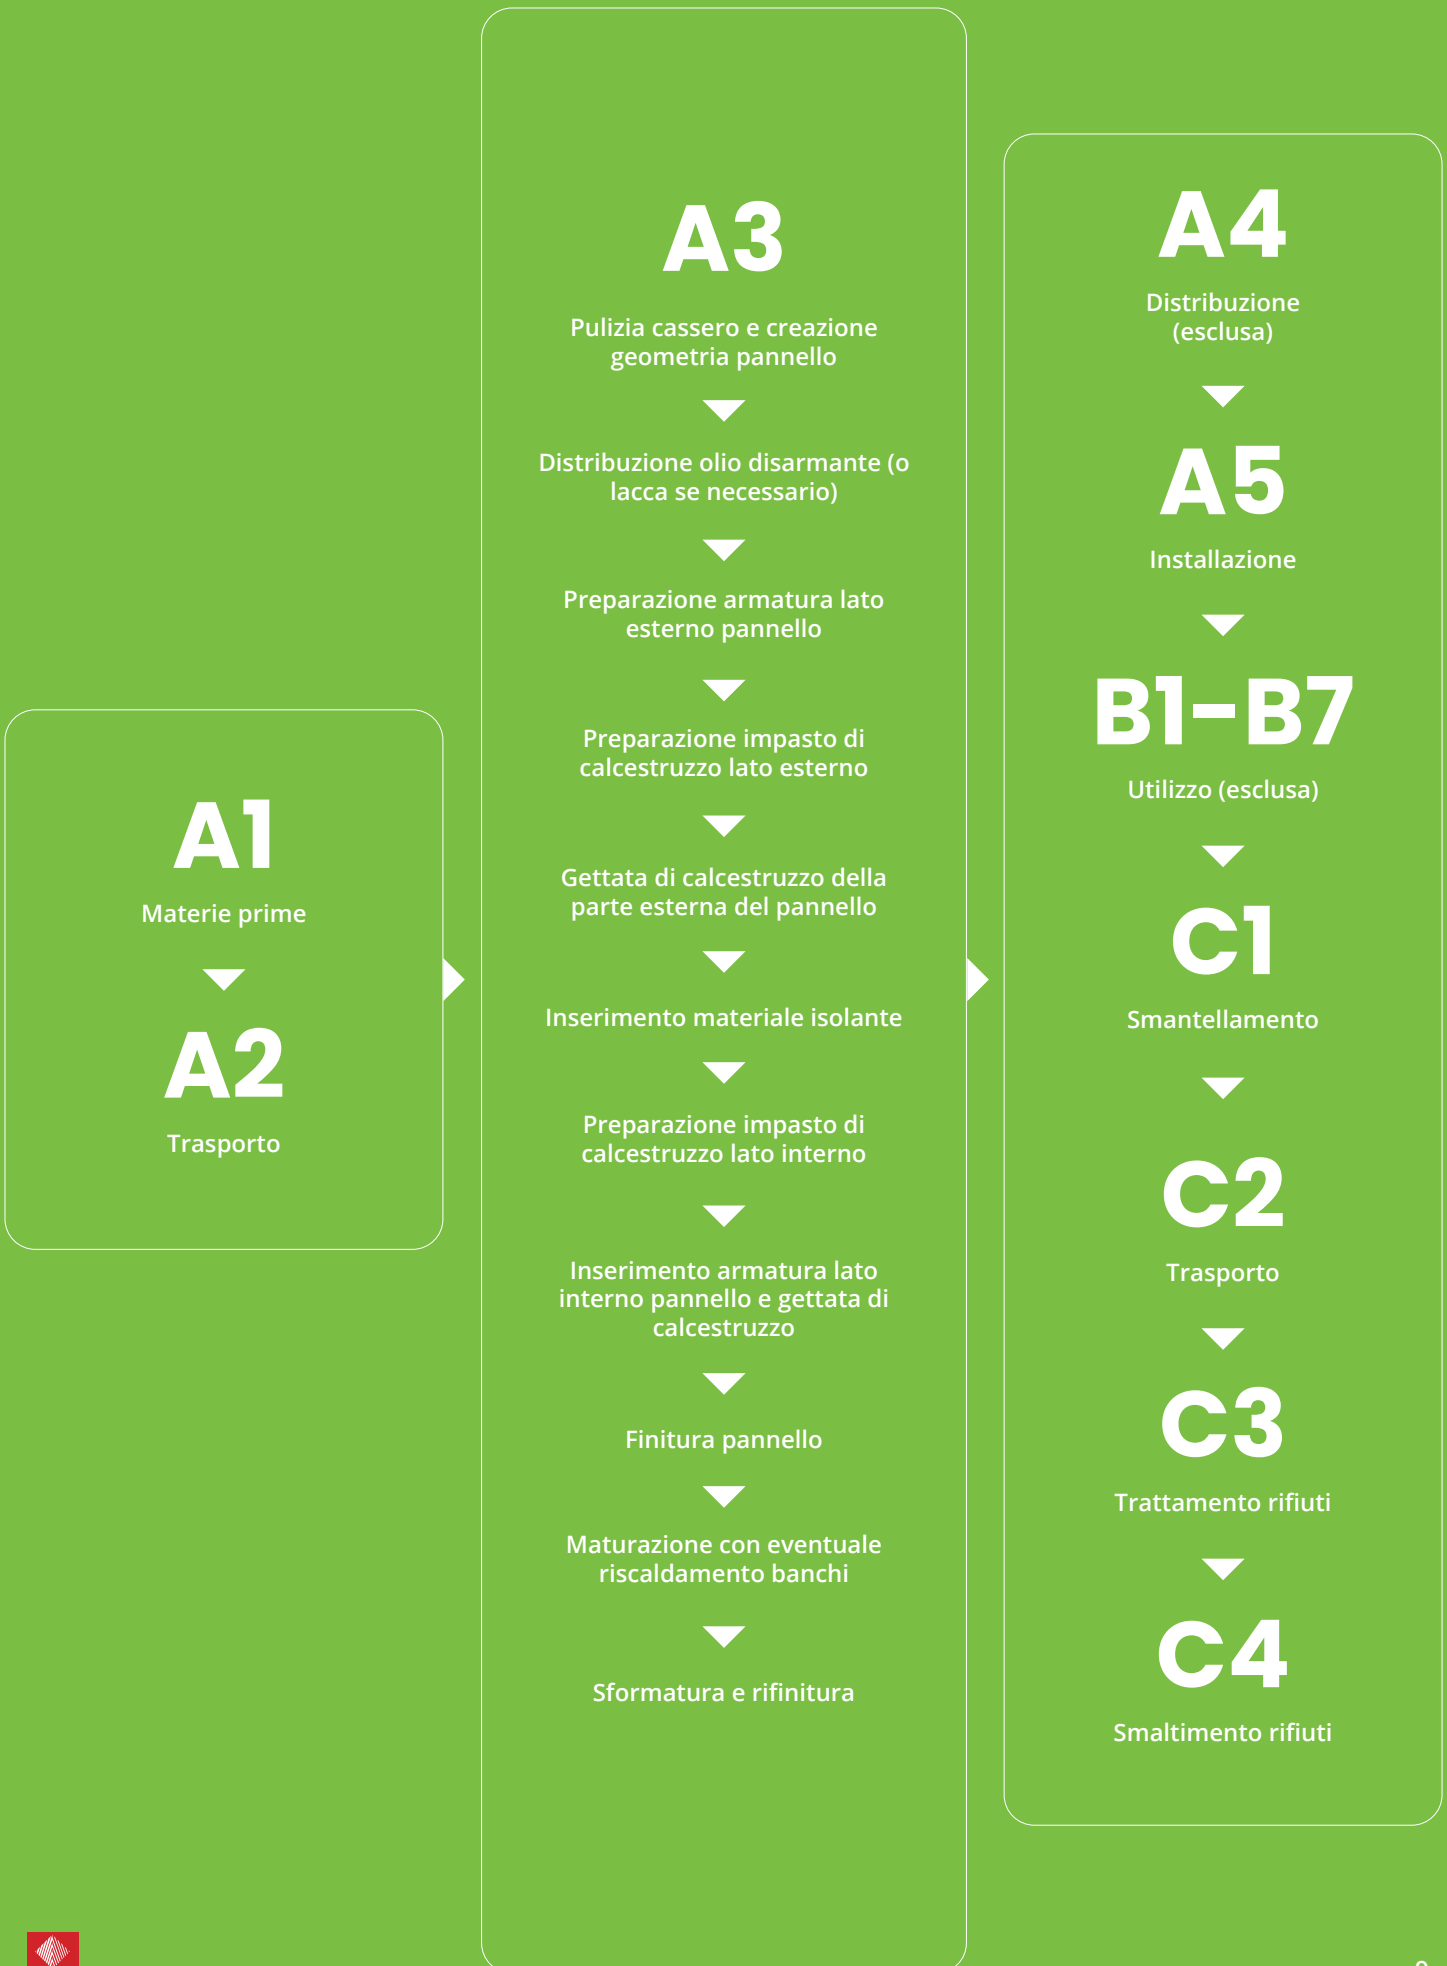 A1
Materie prime
A2
Trasporto
A3
Pulizia cassero e creazione
geometria pannello
Distribuzione olio disarmante (o
lacca se necessario)
Preparazione armatura lato
esterno pannello
Preparazione impasto di
calcestruzzo lato esterno
Gettata di calcestruzzo della
parte esterna del pannello
Inserimento materiale isolante
Preparazione impasto di
calcestruzzo lato interno
Inserimento armatura lato
interno pannello e gettata di
calcestruzzo
Finitura pannello
Maturazione con eventuale
riscaldamento banchi
Sformatura e rifinitura
A4
Distribuzione
(esclusa)
A5
Installazione
B1-B7
Utilizzo (esclusa)
C1
Smantellamento
C2
Trasporto
C3
Trattamento rifiuti
C4
Smaltimento rifiuti